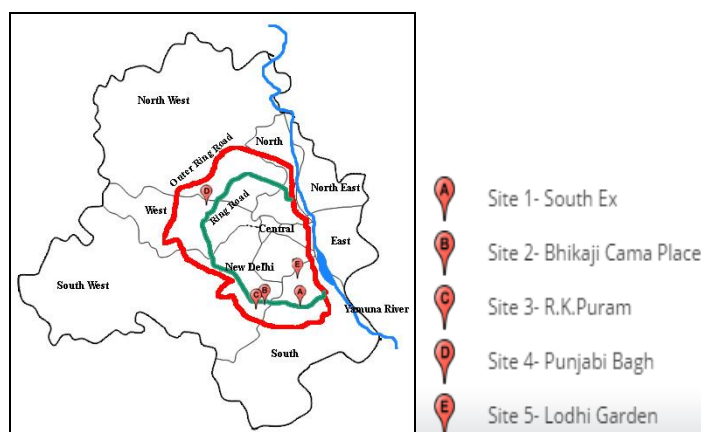 North West
Outer Ring Road
North
D
North East
Ring Road
West
Central
East
E
New Delhi
South West
C
B
A
Yamuna River
South
A Site 1- South Ex
B Site 2- Bhikaji Cama Place
C Site 3- R.K.Puram
D Site 4- Punjabi Bagh
E Site 5- Lodhi Garden